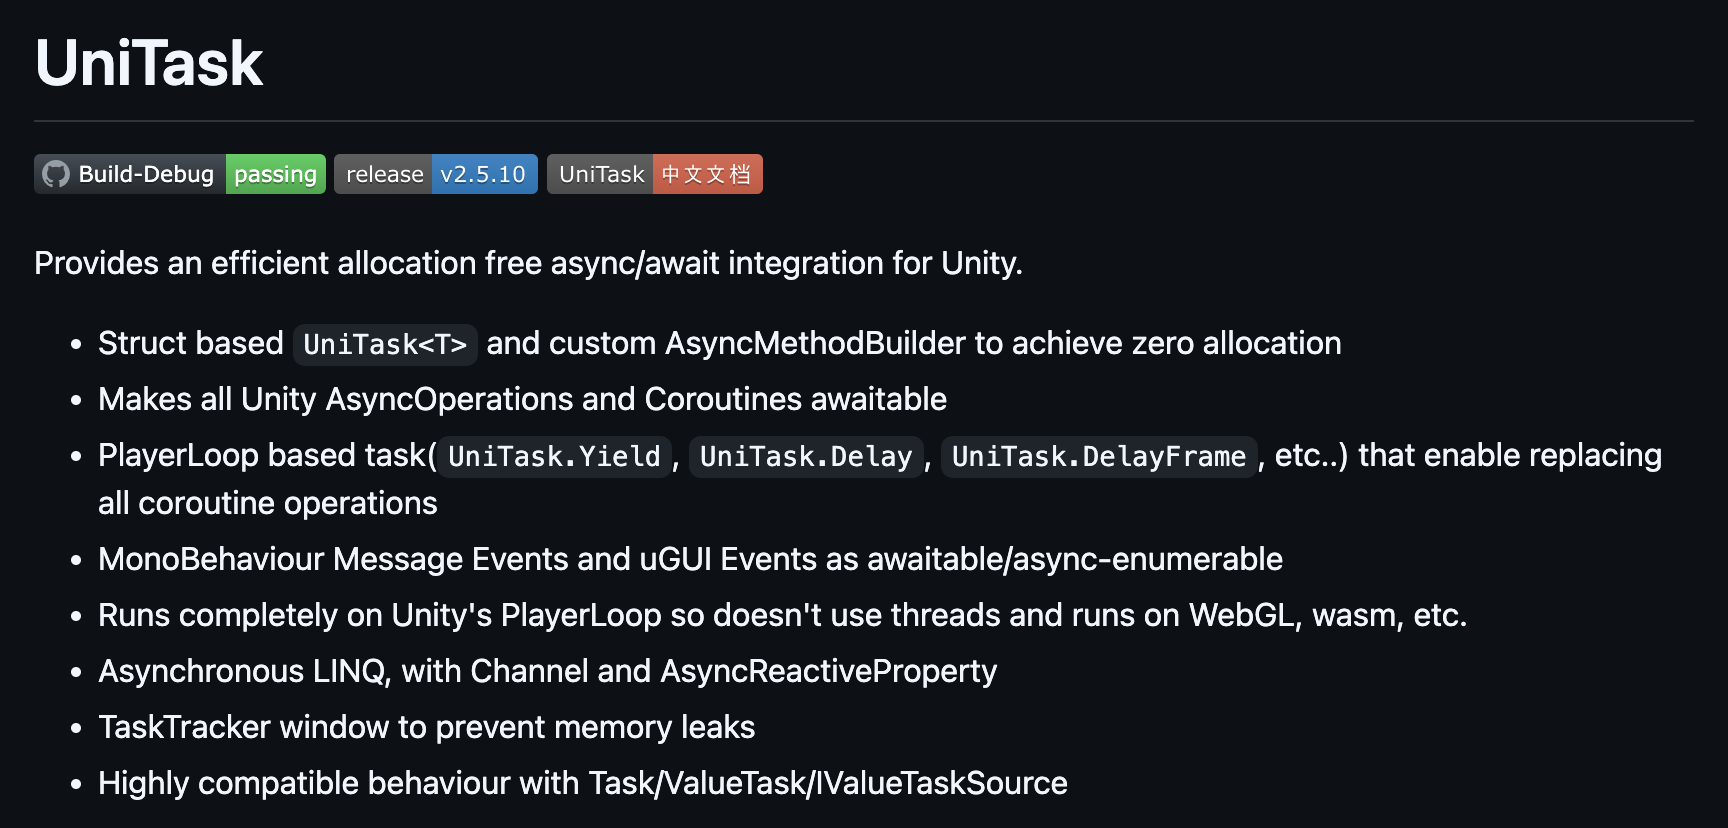 UniTask
Build-Debug passing release v2.5.10 UniTask 中文文档
Provides an efficient allocation free async/await integration for Unity.
• Struct based UniTask<T> and custom AsyncMethodBuilder to achieve zero allocation
• Makes all Unity AsyncOperations and Coroutines awaitable
• PlayerLoop based task(UniTask.Yield, UniTask.Delay, UniTask.DelayFrame, etc..) that enable replacing
all coroutine operations
• MonoBehaviour Message Events and uGUI Events as awaitable/async-enumerable
• Runs completely on Unity's PlayerLoop so doesn't use threads and runs on WebGL, wasm, etc.
• Asynchronous LINQ, with Channel and AsyncReactiveProperty
• TaskTracker window to prevent memory leaks
• Highly compatible behaviour with Task/ValueTask/IValueTaskSource